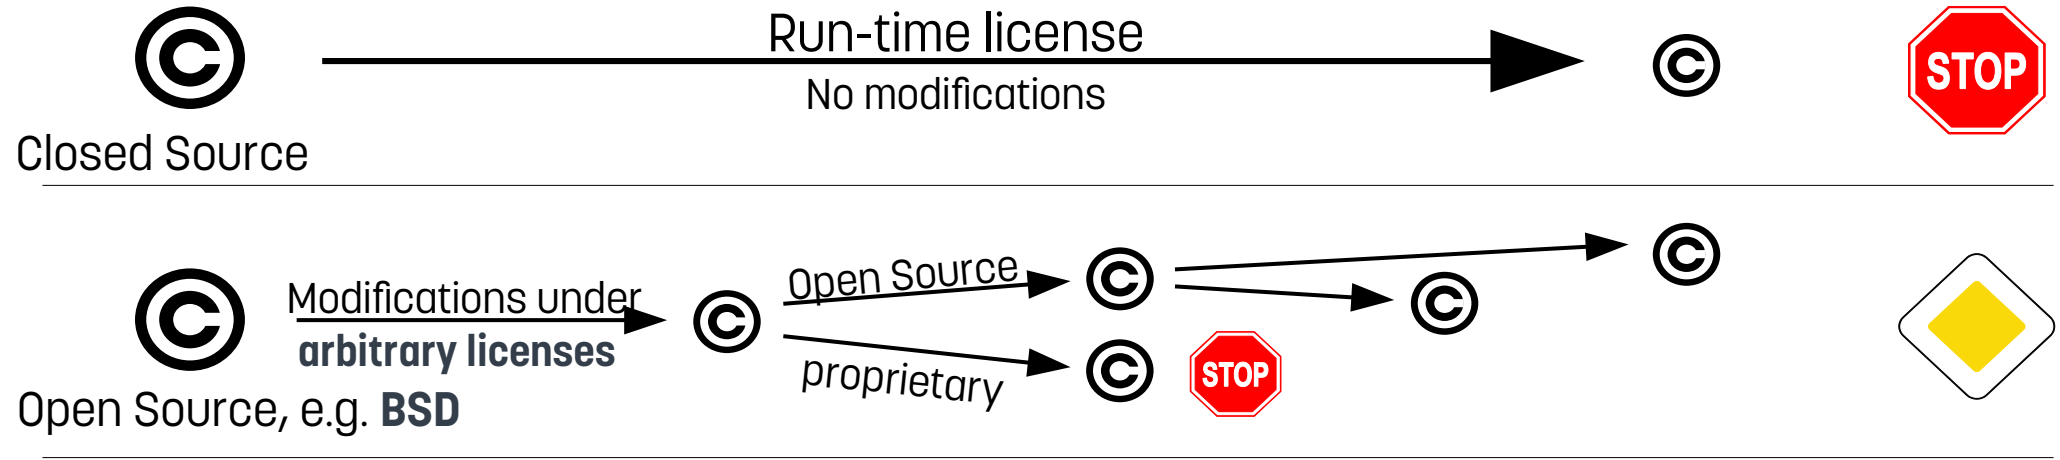 ©
Run-time license
No modifications
©
STOP
Closed Source
©
Modifications under
arbitrary licenses
©
Open Source
©
©
©
proprietary
©
STOP
Open Source, e.g. BSD